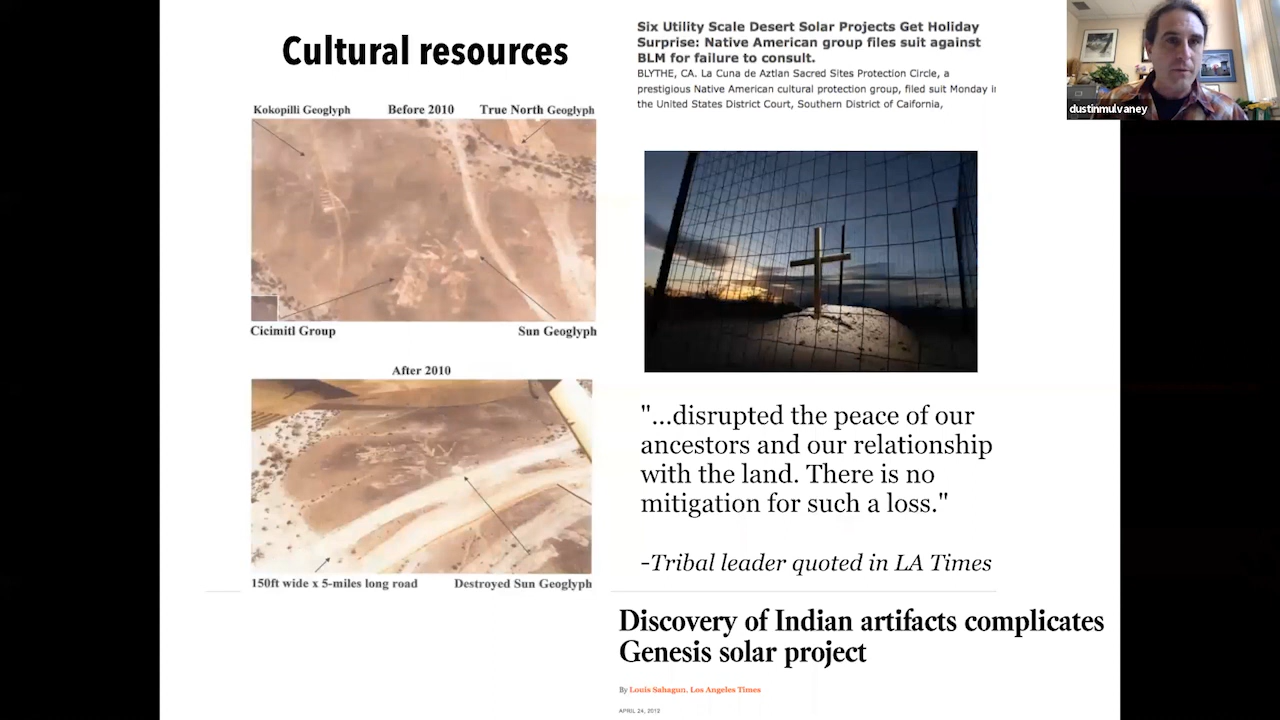 Cultural resources
Kokopilli Geoglyph
Before 2010
True North Geoglyph
Cicimitl Group
Sun Geoglyph
After 2010
150ft wide x 5-miles long road
Destroyed Sun Geoglyph
Six Utility Scale Desert Solar Projects Get Holiday
Surprise: Native American group files suit against
BLM for failure to consult.
BLYTHE, CA. La Cuna de Aztlan Sacred Sites Protection Circle, a
prestigious Native American cultural protection group, filed suit Monday in
the United States District Court, Southern District of California,
"...disrupted the peace of our
ancestors and our relationship
with the land. There is no
mitigation for such a loss."
-Tribal leader quoted in LA Times
Discovery of Indian artifacts complicates
Genesis solar project
By Louis Sahagun, Los Angeles Times
APRIL 24, 2012
dustinmulvaney